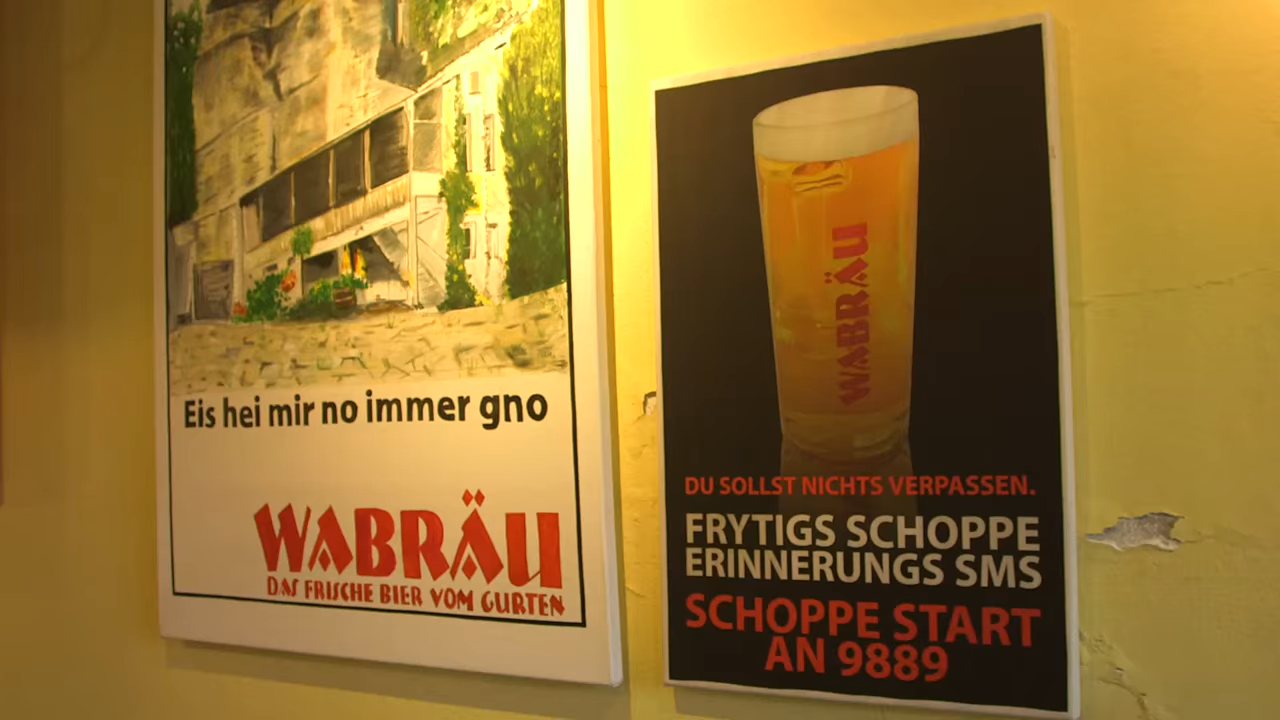 Eis hei mir no immer gno
WABRÄU
DAS FRISCHE BIER VOM GURTEN
WABRÄU
DU SOLLST NICHTS VERPASSEN.
FRYTIGS SCHOPPE
ERINNERUNGS SMS
SCHOPPE START
AN 9889